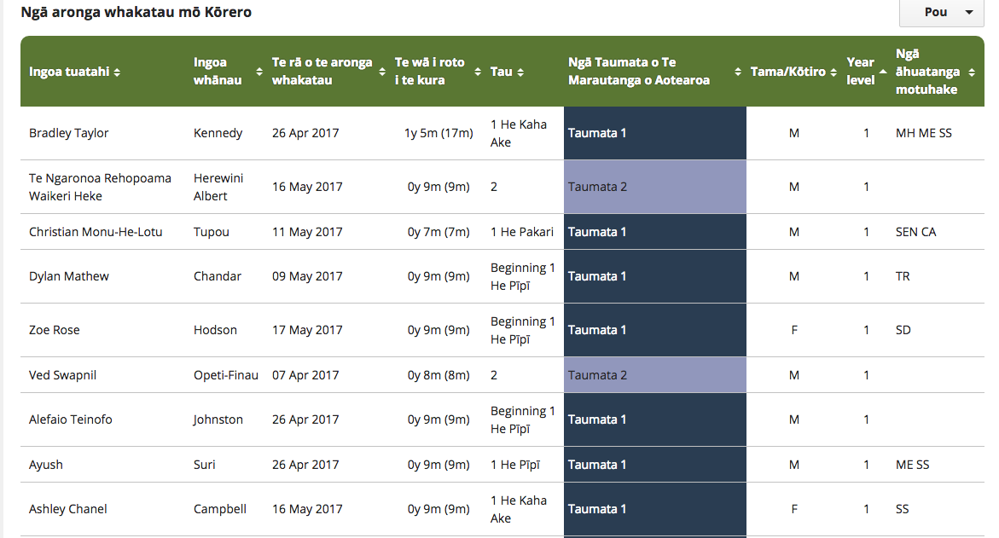 Ngā aronga whakatau mō Kōrero
Pou
Ingoa tuatahi
Ingoa whānau
Te rā o te aronga whakatau
Te wā i roto i te kura
Tau
Ngā Taumata o Te Marautanga o Aotearoa
Tama/Kōtiro
Year level
Ngā āhuatanga motuhake
Bradley Taylor Kennedy 26 Apr 2017 1y 5m (17m) 1 He Kaha Ake Taumata 1 M 1 MH ME SS
Te Ngaronoa Rehopoama Waikeri Heke Herewini Albert 16 May 2017 0y 9m (9m) 2 Taumata 2 M 1
Christian Monu-He-Lotu Tupou 11 May 2017 0y 7m (7m) 1 He Pakari Taumata 1 M 1 SEN CA
Dylan Mathew Chandar 09 May 2017 0y 9m (9m) Beginning 1 He Pīpī Taumata 1 M 1 TR
Zoe Rose Hodson 17 May 2017 0y 9m (9m) Beginning 1 He Pīpī Taumata 1 F 1 SD
Ved Swapnil Opeti-Finau 07 Apr 2017 0y 8m (8m) 2 Taumata 2 M 1
Alefaio Teinofo Johnston 26 Apr 2017 0y 9m (9m) Beginning 1 He Pīpī Taumata 1 M 1
Ayush Suri 26 Apr 2017 0y 9m (9m) 1 He Pīpī Taumata 1 M 1 ME SS
Ashley Chanel Campbell 16 May 2017 0y 9m (9m) 1 He Kaha Ake Taumata 1 F 1 SS